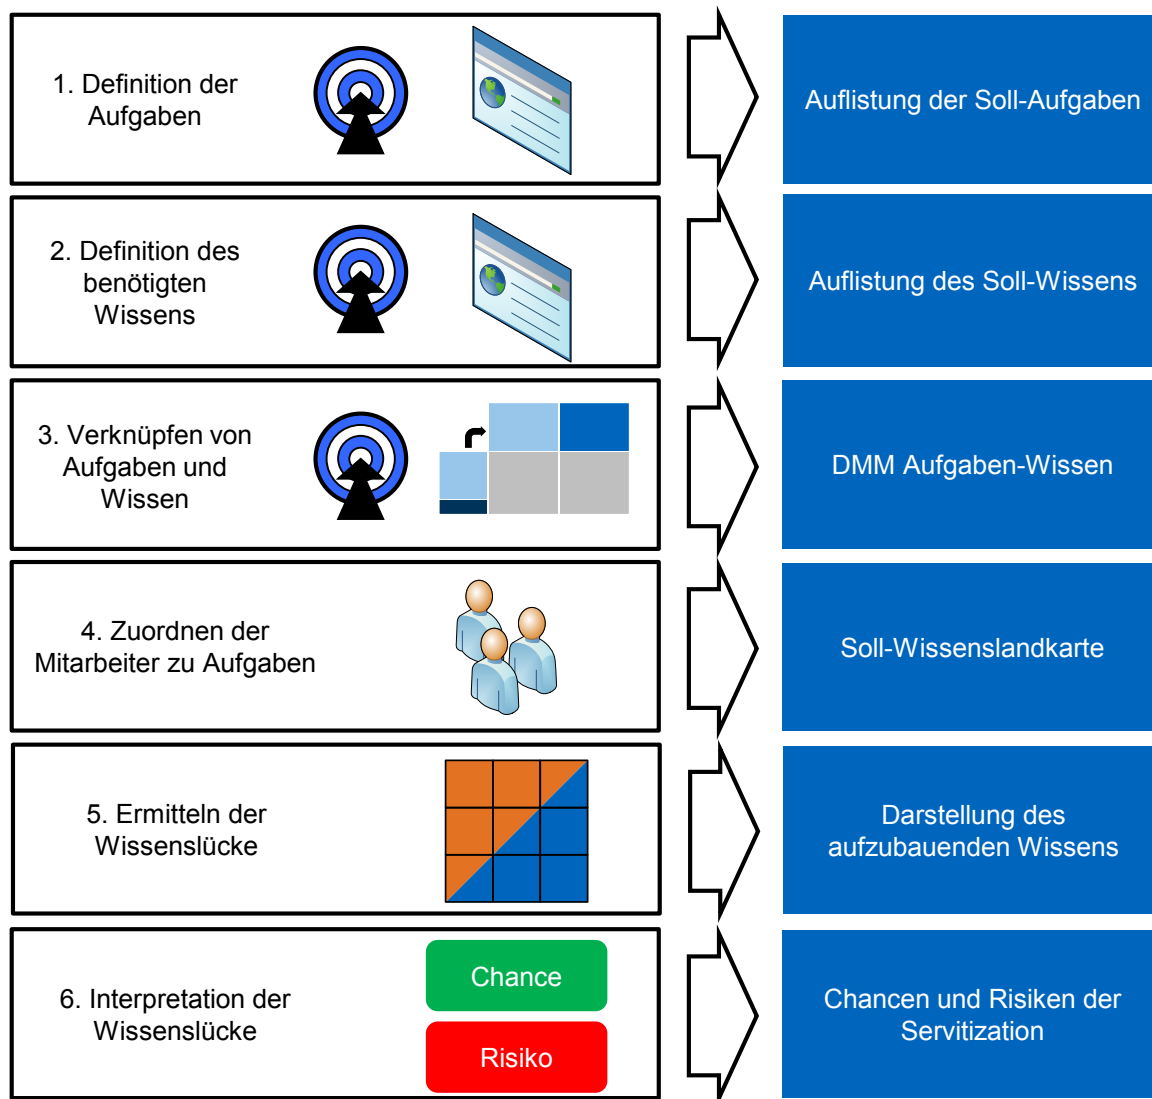 1. Definition der
Aufgaben
Auflistung der Soll-Aufgaben
2. Definition des
benötigten
Wissens
Auflistung des Soll-Wissens
3. Verknüpfen von
Aufgaben und
Wissen
DMM Aufgaben-Wissen
4. Zuordnen der
Mitarbeiter zu Aufgaben
Soll-Wissenslandkarte
5. Ermitteln der
Wissenslücke
Darstellung des
aufzubauenden Wissens
6. Interpretation der
Wissenslücke
Chance
Risiko
Chancen und Risiken der
Servitization